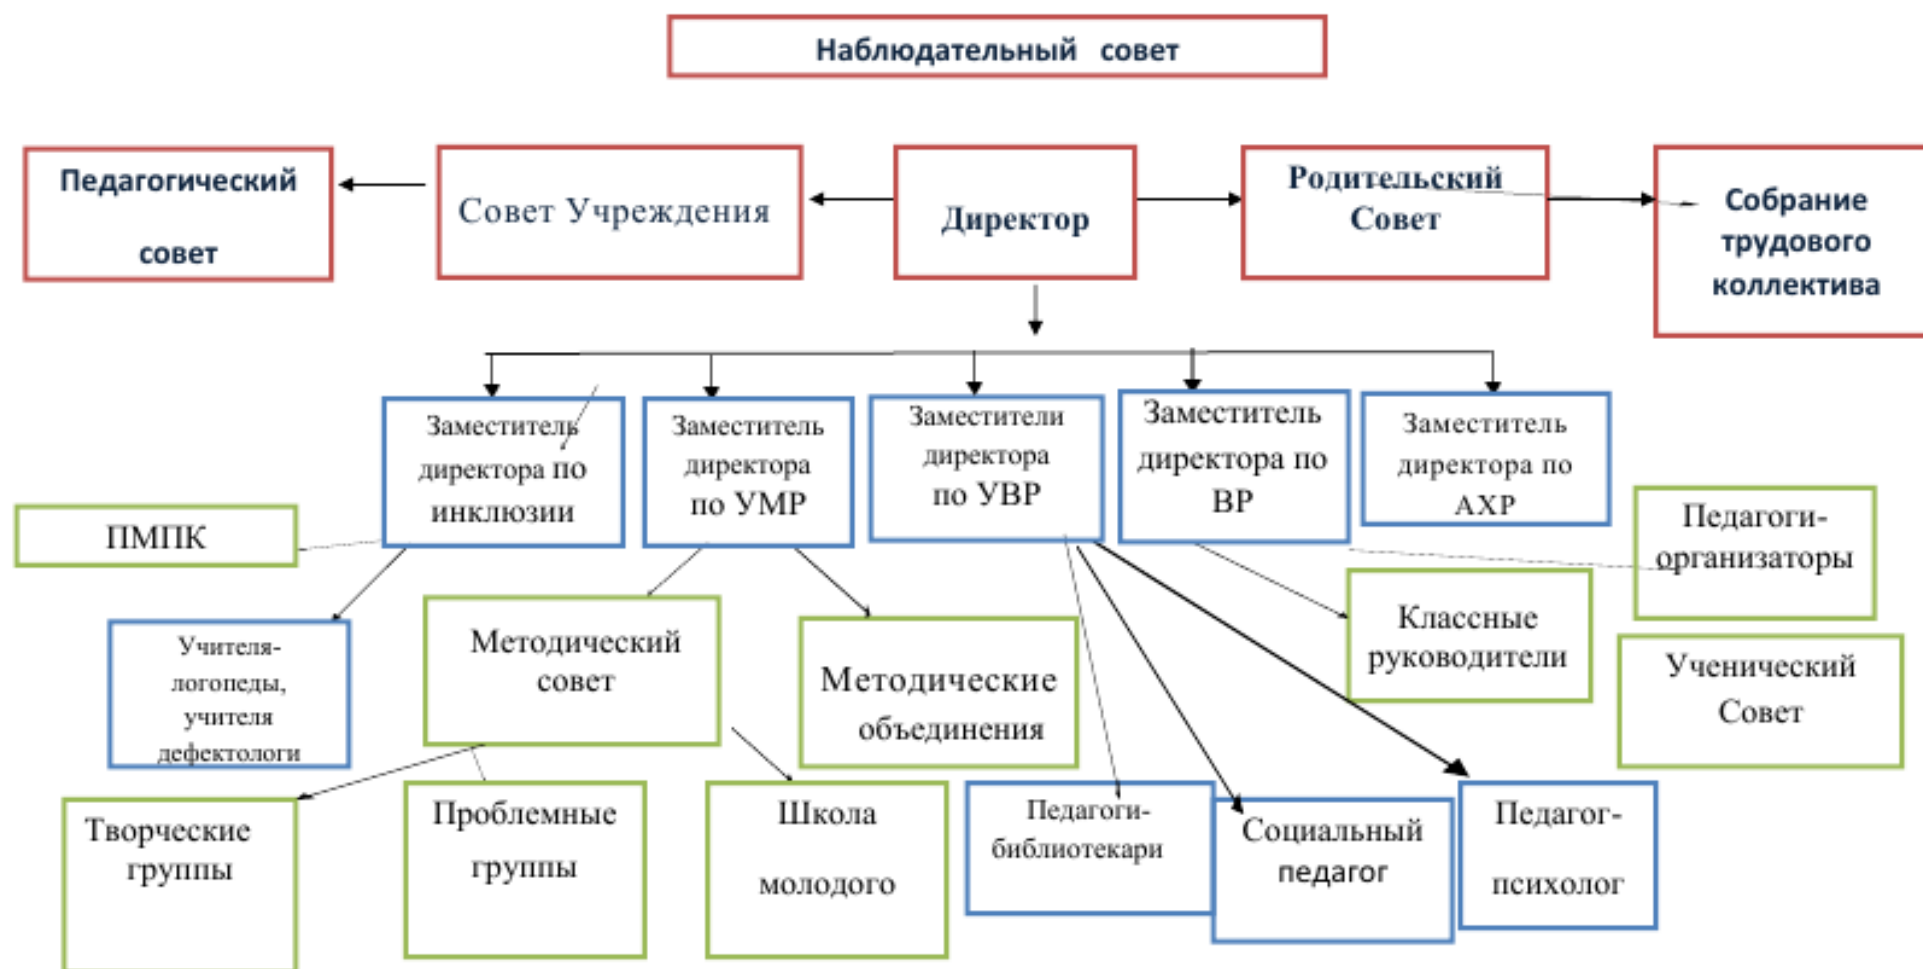 Наблюдательный совет
Педагогический
совет
Совет Учреждения
Директор
Родительский
Совет
Собрание
трудового
коллектива
Заместитель
директора по
инклюзии
Заместитель
директора
по УМР
Заместители
директора
по УВР
Заместитель
директора по
ВР
Заместитель
директора по
АХР
ПМПК
Педагоги-
организаторы
Учителя-
логопеды,
учителя
дефектологи
Методический
совет
Методические
объединения
Классные
руководители
Ученический
Совет
Творческие
группы
Проблемные
группы
Школа
молодого
Педагоги-
библиотекари
Социальный
педагог
Педагог-
психолог